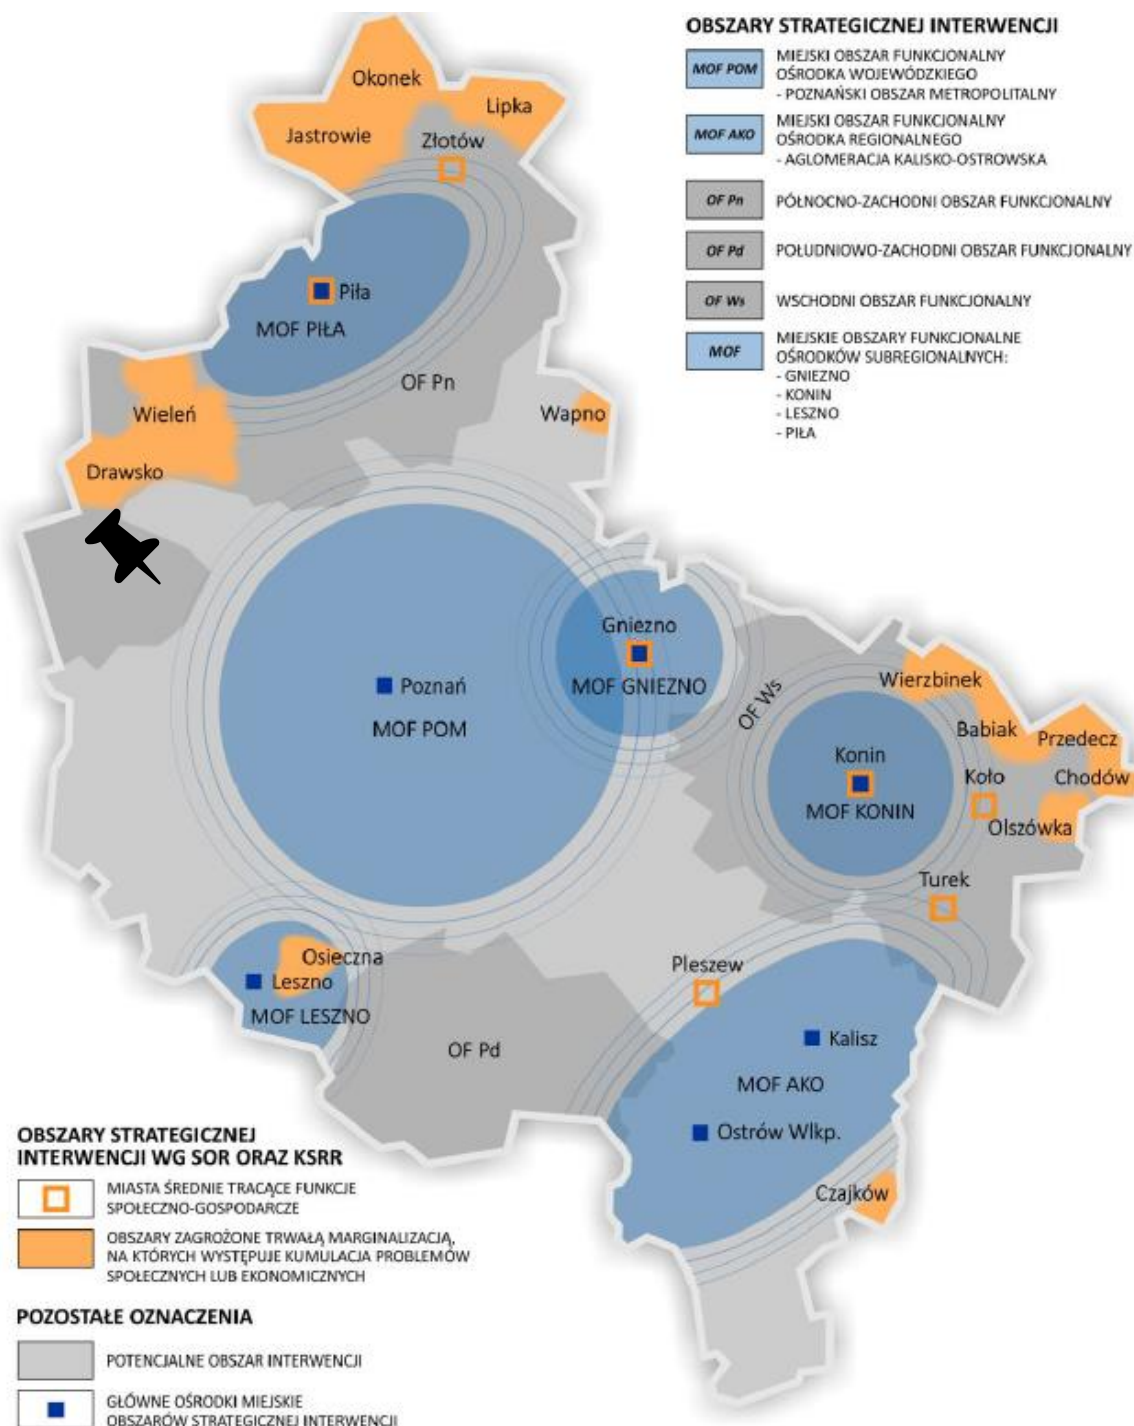 OBSZARY STRATEGICZNEJ INTERWENCJI
MOF POM
MIEJSKI OBSZAR FUNKCJONALNY
OŚRODKA WOJEWÓDZKIEGO
- POZNAŃSKI OBSZAR METROPOLITALNY
MOF AKO
MIEJSKI OBSZAR FUNKCJONALNY
OŚRODKA REGIONALNEGO
- AGLOMERACJA KALISKO-OSTROWSKA
OF Pn
PÓŁNOCNO-ZACHODNI OBSZAR FUNKCJONALNY
OF Pd
POŁUDNIOWO-ZACHODNI OBSZAR FUNKCJONALNY
OF Ws
WSCHODNI OBSZAR FUNKCJONALNY
MOF
MIEJSKIE OBSZARY FUNKCJONALNE
OŚRODKÓW SUBREGIONALNYCH:
- GNIEZNO
- KONIN
- LESZNO
- PIŁA
Okonek
Lipka
Jastrowie
Złotów
Piła
MOF PIŁA
OF Pn
Wieleń
Wapno
Drawsko
Gniezno
MOF GNIEZNO
Poznań
MOF POM
OF Ws
Wierzbinek
Babiak
Przedecz
Konin
Koło
Chodów
MOF KONIN
Olszówka
Turek
Osieczna
Leszno
MOF LESZNO
Pleszew
OF Pd
Kalisz
MOF AKO
Ostrów Wlkp.
Czajków
OBSZARY STRATEGICZNEJ
INTERWENCJI WG SOR ORAZ KSRR
MIASTA ŚREDNIE TRACĄCE FUNKCJE
SPOŁECZNO-GOSPODARCZE
OBSZARY ZAGROŻONE TRWAŁĄ MARGINALIZACJĄ,
NA KTÓRYCH WYSTĘPUJE KUMULACJA PROBLEMÓW
SPOŁECZNYCH LUB EKONOMICZNYCH
POZOSTAŁE OZNACZENIA
POTENCJALNE OBSZAR INTERWENCJI
GŁÓWNE OŚRODKI MIEJSKIE
OBSZARÓW STRATEGICZNEJ INTERWENCJI